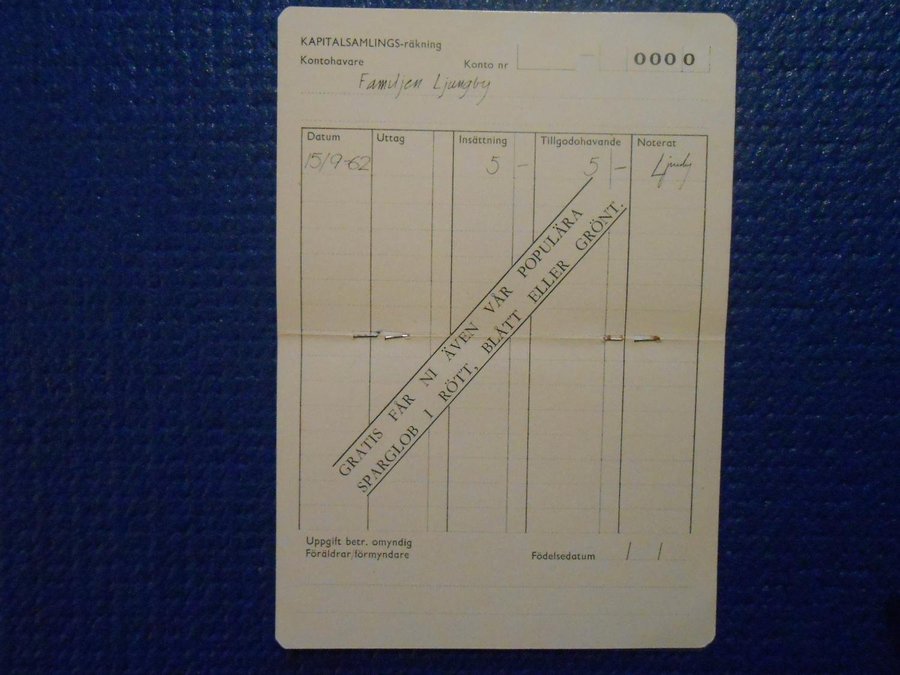 KAPITALSAMLINGS-räkning
Kontohavare Konto nr 0000
Familjen Ljungby
Datum Uttag Insättning Tillgodohavande Noterat
15/9-62 5 - 5 -
GRATIS FÅR NI ÄVEN VÅR POPULÄRA
SPARGLOB I RÖTT, BLÅTT ELLER GRÖNT.
Uppgift betr. omyndig
Föräldrar/förmyndare Födelsedatum / /